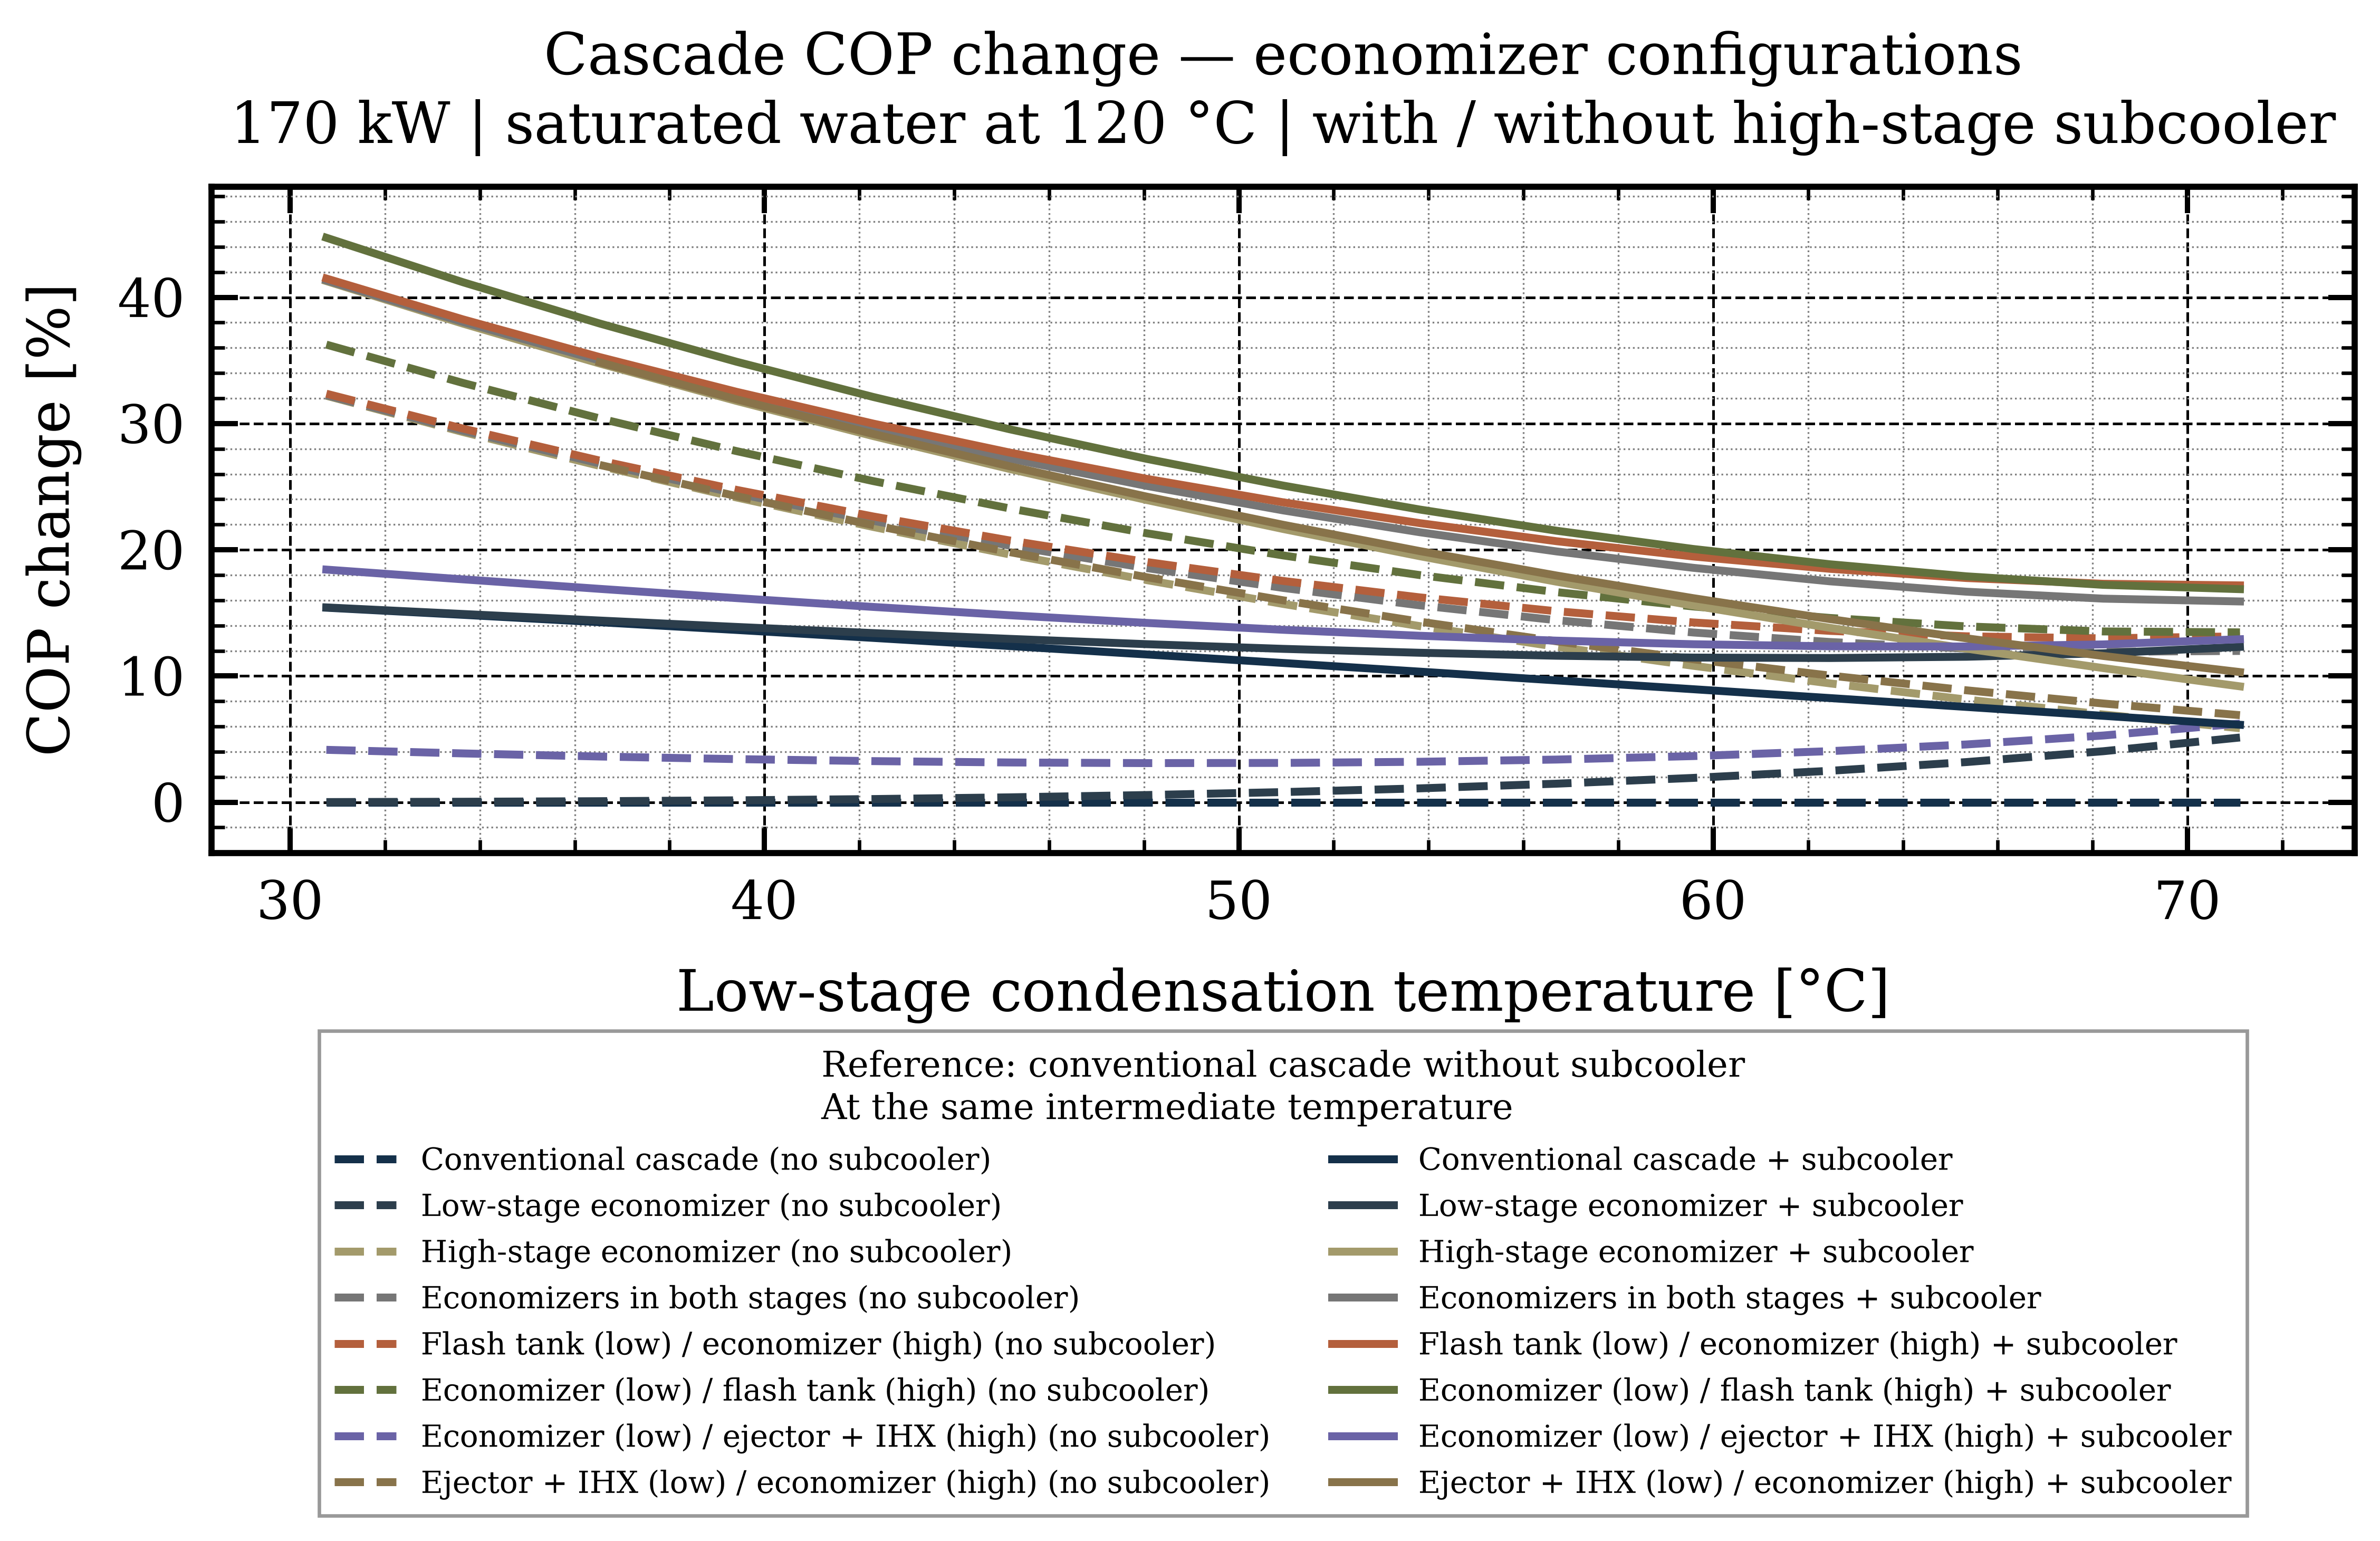 Cascade COP change — economizer configurations
170 kW | saturated water at 120 °C | with / without high-stage subcooler
COP change [%]
40
30
20
10
0
30 40 50 60 70
Low-stage condensation temperature [°C]
Reference: conventional cascade without subcooler
At the same intermediate temperature
Conventional cascade (no subcooler)
Low-stage economizer (no subcooler)
High-stage economizer (no subcooler)
Economizers in both stages (no subcooler)
Flash tank (low) / economizer (high) (no subcooler)
Economizer (low) / flash tank (high) (no subcooler)
Economizer (low) / ejector + IHX (high) (no subcooler)
Ejector + IHX (low) / economizer (high) (no subcooler)
Conventional cascade + subcooler
Low-stage economizer + subcooler
High-stage economizer + subcooler
Economizers in both stages + subcooler
Flash tank (low) / economizer (high) + subcooler
Economizer (low) / flash tank (high) + subcooler
Economizer (low) / ejector + IHX (high) + subcooler
Ejector + IHX (low) / economizer (high) + subcooler